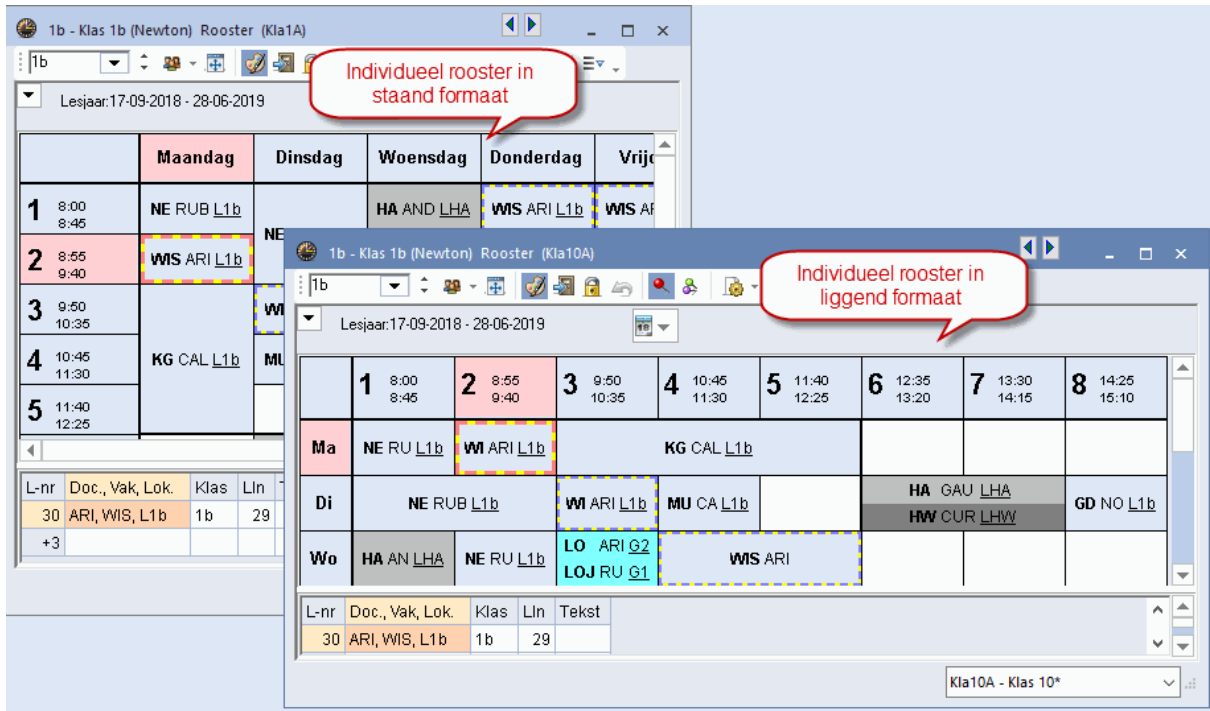 1b - Klas 1b (Newton) Rooster (Kla1A)
1b
Individueel rooster in
staand formaat
Lesjaar:17-09-2018 - 28-06-2019
Maandag Dinsdag Woensdag Donderdag Vrij
1 8:00 8:45 NE RUB L1b HA AND LHA WIS ARI L1b WIS
NE
2 8:55 9:40 WIS ARI L1b
3 9:50 10:35
4 10:45 11:30 KG CAL L1b
5 11:40 12:25
L-nr Doc., Vak, Lok. Klas Lln
30 ARI, WIS, L1b 1b 29
+3
1b - Klas 1b (Newton) Rooster (Kla10A)
1b
Individueel rooster in
liggend formaat
Lesjaar:17-09-2018 - 28-06-2019
1 8:00 8:45 2 8:55 9:40 3 9:50 10:35 4 10:45 11:30 5 11:40 12:25 6 12:35 13:20 7 13:30 14:15 8 14:25 15:10
Ma NE RU L1b WI ARI L1b KG CAL L1b
Di NE RUB L1b WI ARI L1b MU CA L1b HA GAU LHA GD NO L1b
HW CUR LHW
Wo HA AN LHA NE RU L1b LO ARI G2 WIS ARI
LOJ RU G1
L-nr Doc., Vak, Lok. Klas Lln Tekst
30 ARI, WIS, L1b 1b 29
Kla10A - Klas 10*